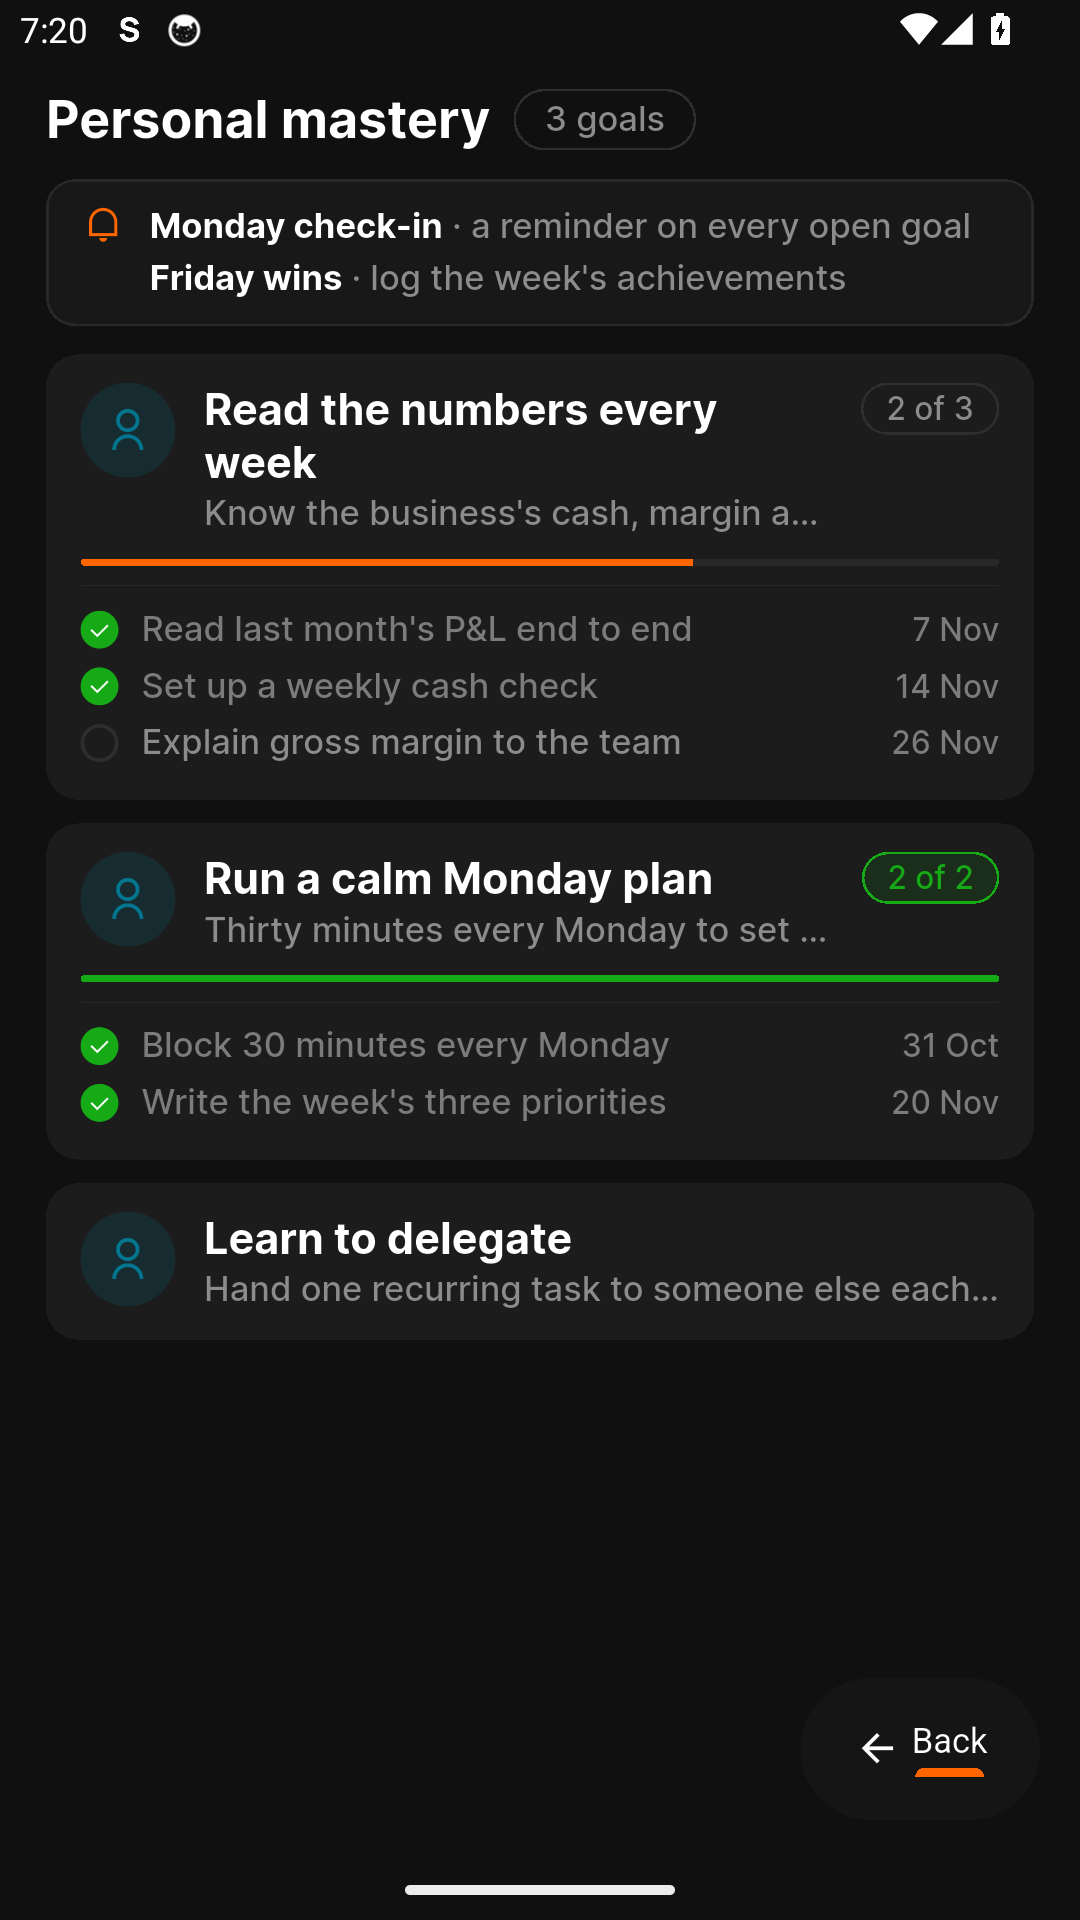 7:20 S
Personal mastery 3 goals
Monday check-in · a reminder on every open goal
Friday wins · log the week's achievements
Read the numbers every
week
2 of 3
Know the business's cash, margin a...
Read last month's P&L end to end 7 Nov
Set up a weekly cash check 14 Nov
Explain gross margin to the team 26 Nov
Run a calm Monday plan 2 of 2
Thirty minutes every Monday to set ...
Block 30 minutes every Monday 31 Oct
Write the week's three priorities 20 Nov
Learn to delegate
Hand one recurring task to someone else each...
Back